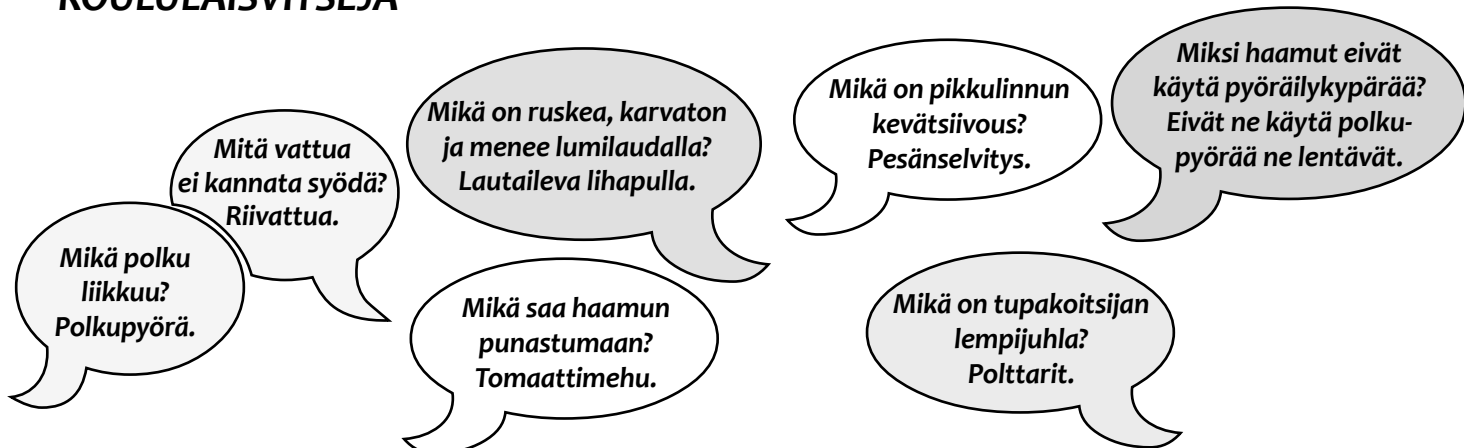 KOULULAISVITSEJÄ
Mikä polku
liikkuu?
Polkupyörä.
Mitä vattua
ei kannata syödä?
Riivattua.
Mikä on ruskea, karvaton
ja menee lumilaudalla?
Lautaileva lihapulla.
Mikä saa haamun
punastumaan?
Tomaattimehu.
Mikä on pikkulinnun
kevätsiivous?
Pesänselvitys.
Miksi haamut eivät
käytä pyöräilykypärää?
Eivät ne käytä polku-
pyörää ne lentävät.
Mikä on tupakoitsijan
lempijuhla?
Polttarit.